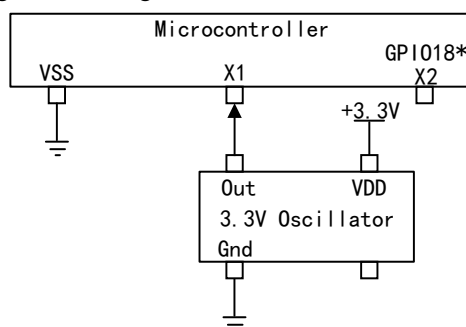 Microcontroller
GPIO18*
VSS X1 X2
+3.3V
Out VDD
3.3V Oscillator
Gnd